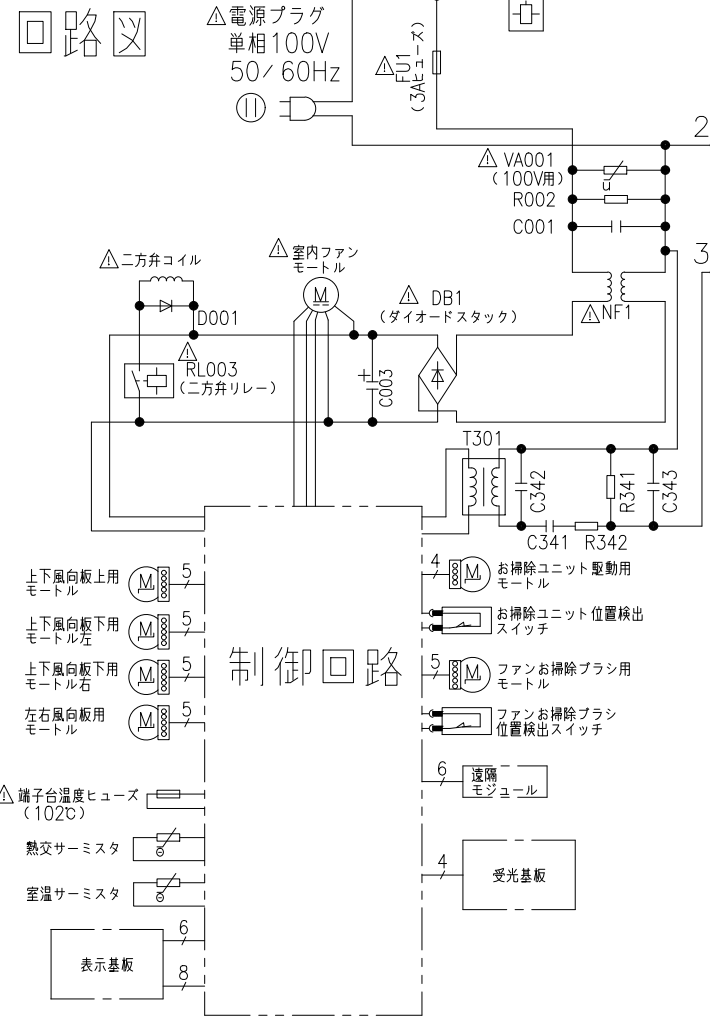 回路図
⚠電源プラグ
単相100V
50/60Hz
⚠FU1
(3Aヒューズ)
2
⚠VA001
(100V用)
u
R002
C001
3
⚠NF1
⚠二方弁コイル
D001
⚠RL003
(二方弁リレー)
⚠室内ファン
モートル
M
+
C003
⚠DB1
(ダイオードスタック)
T301
C342
R341
C343
C341
R342
制御回路
上下風向板上用
モートル
M
5
上下風向板下用
モートル左
M
5
上下風向板下用
モートル右
M
5
左右風向板用
モートル
M
5
⚠端子台温度ヒューズ
(102℃)
熱交サーミスタ
θ
室温サーミスタ
θ
表示基板
6
8
4
M
お掃除ユニット駆動用
モートル
お掃除ユニット位置検出
スイッチ
5
M
ファンお掃除ブラシ用
モートル
ファンお掃除ブラシ
位置検出スイッチ
6
遠隔
モジュール
4
受光基板